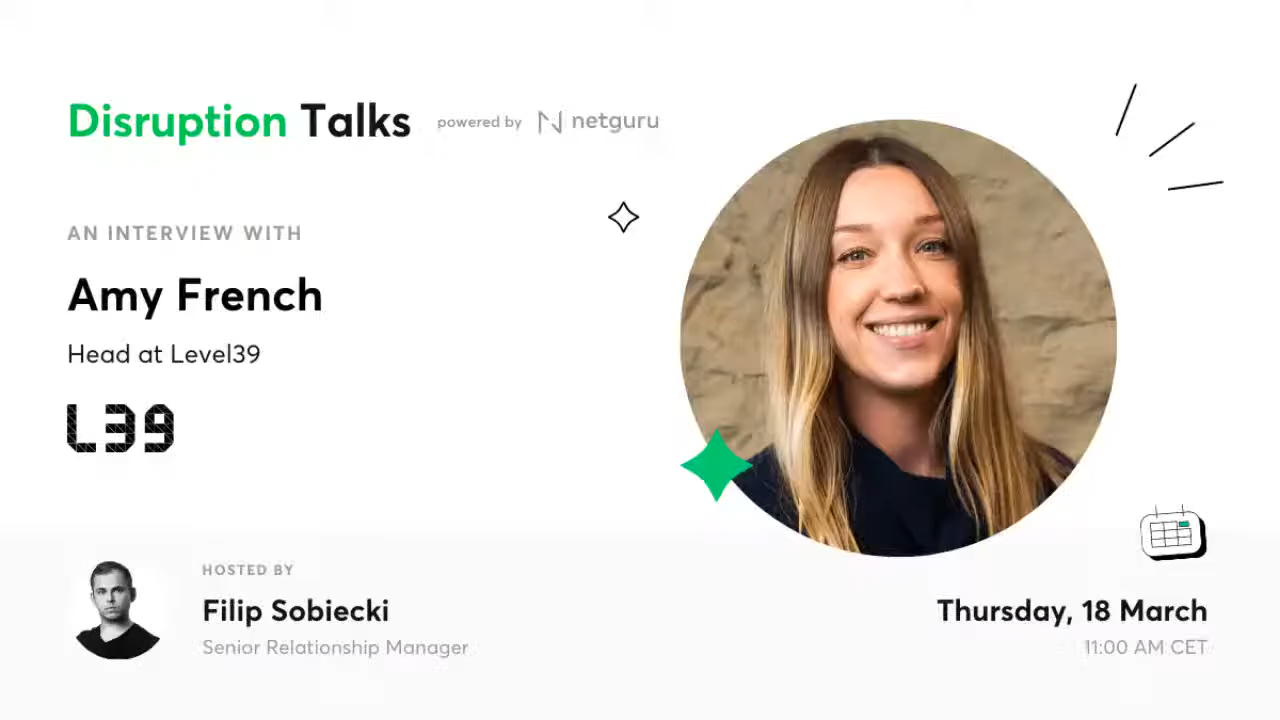 Disruption Talks powered by netguru
AN INTERVIEW WITH
Amy French
Head at Level39
L39
HOSTED BY
Filip Sobiecki
Senior Relationship Manager
Thursday, 18 March
11:00 AM CET